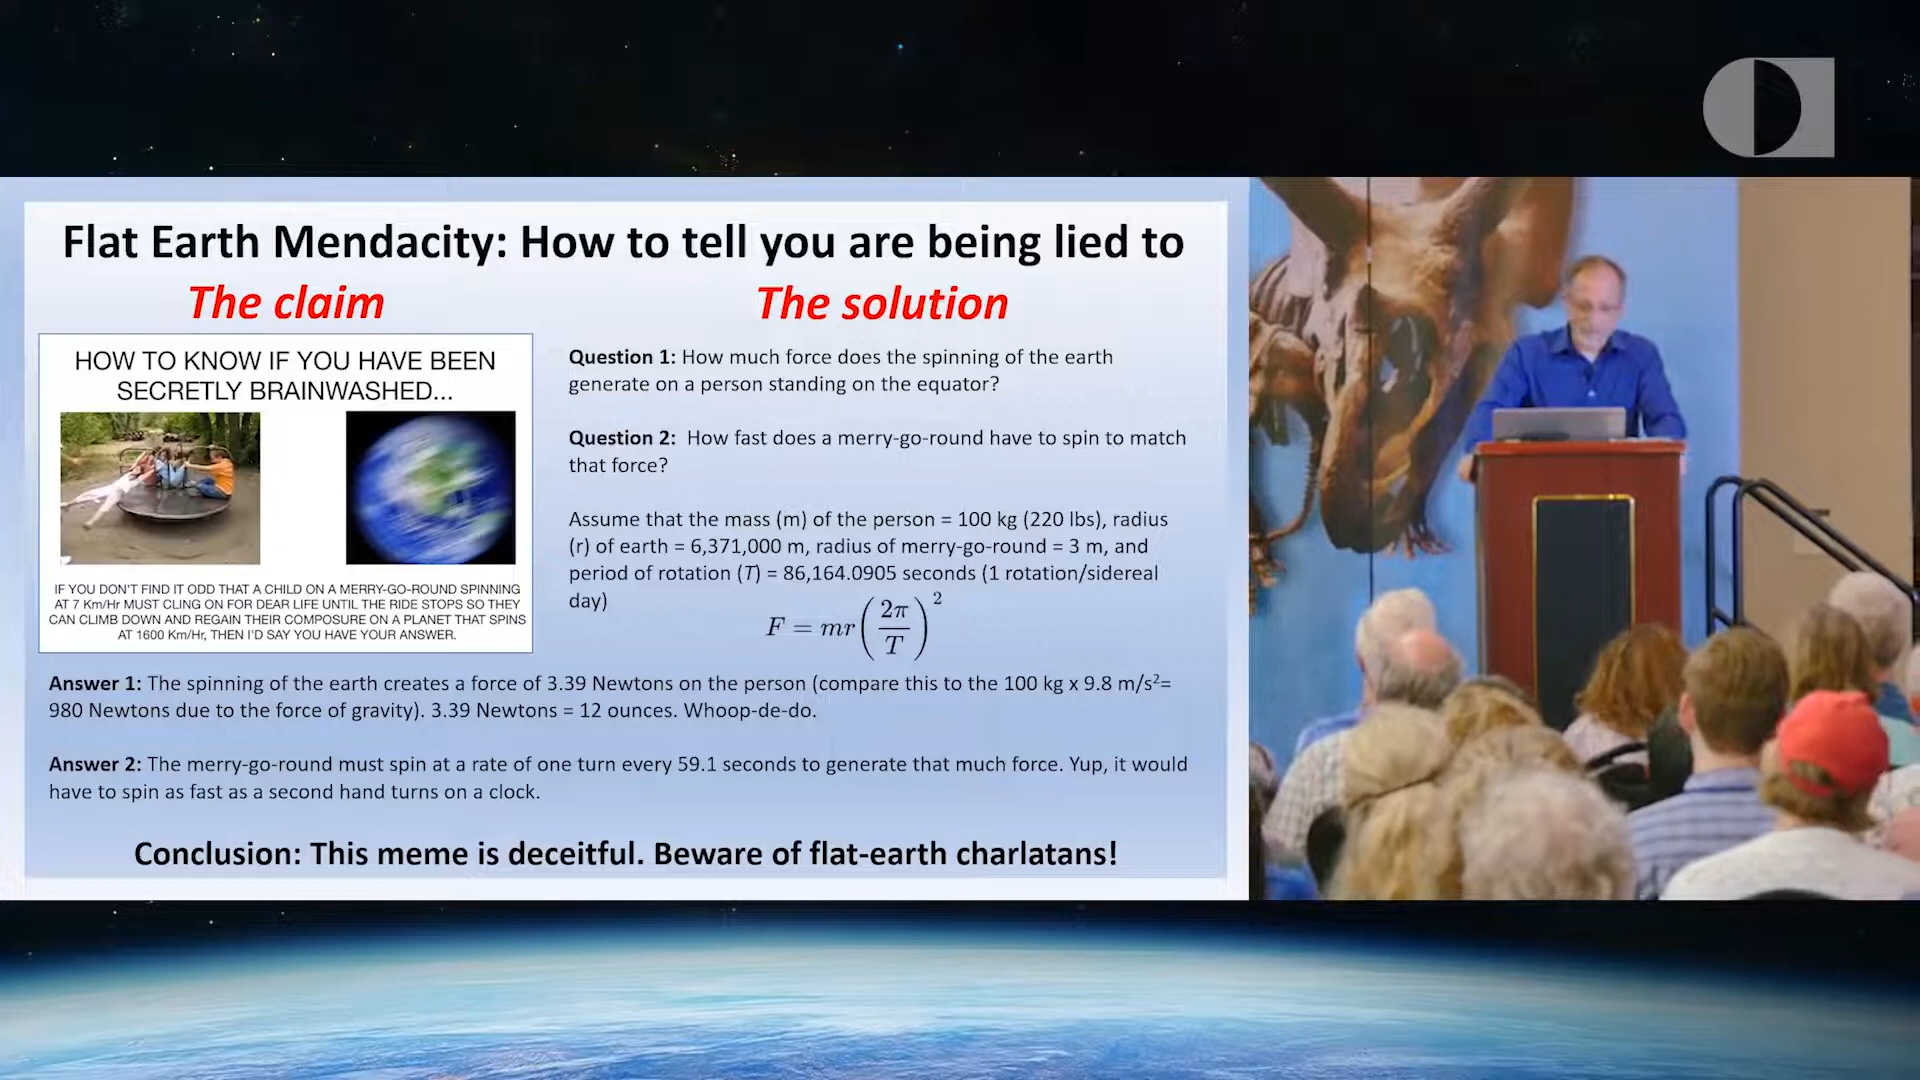 Flat Earth Mendacity: How to tell you are being lied to
The claim
The solution
HOW TO KNOW IF YOU HAVE BEEN
SECRETLY BRAINWASHED...
IF YOU DON'T FIND IT ODD THAT A CHILD ON A MERRY-GO-ROUND SPINNING
AT 7 Km/Hr MUST CLING ON FOR DEAR LIFE UNTIL THE RIDE STOPS SO THEY
CAN CLIMB DOWN AND REGAIN THEIR COMPOSURE ON A PLANET THAT SPINS
AT 1600 Km/Hr, THEN I'D SAY YOU HAVE YOUR ANSWER.
Question 1: How much force does the spinning of the earth
generate on a person standing on the equator?
Question 2: How fast does a merry-go-round have to spin to match
that force?
Assume that the mass (m) of the person = 100 kg (220 lbs), radius
(r) of earth = 6,371,000 m, radius of merry-go-round = 3 m, and
period of rotation (T) = 86,164.0905 seconds (1 rotation/sidereal
day)
F = mr(2π/T)²
Answer 1: The spinning of the earth creates a force of 3.39 Newtons on the person (compare this to the 100 kg x 9.8 m/s²=
980 Newtons due to the force of gravity). 3.39 Newtons = 12 ounces. Whoop-de-do.
Answer 2: The merry-go-round must spin at a rate of one turn every 59.1 seconds to generate that much force. Yup, it would
have to spin as fast as a second hand turns on a clock.
Conclusion: This meme is deceitful. Beware of flat-earth charlatans!